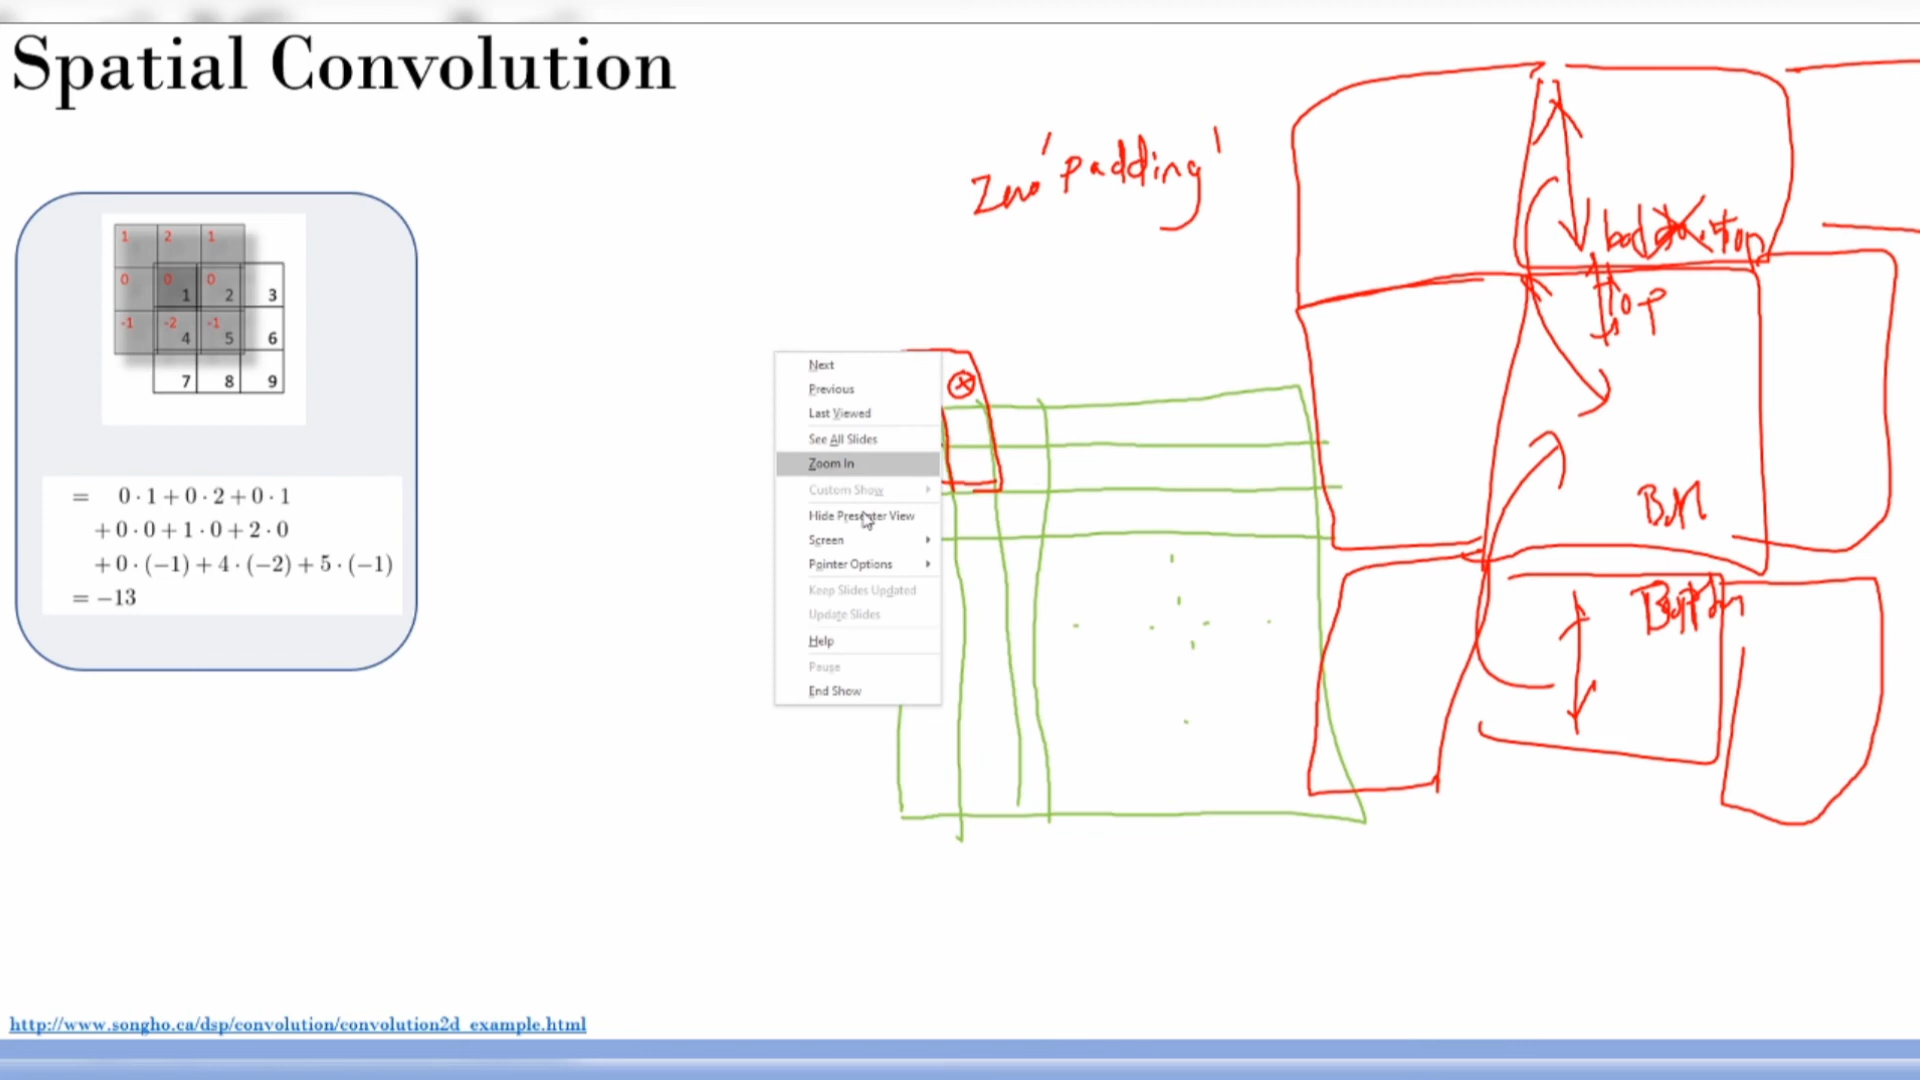 Spatial Convolution
Zero 'padding'
1 2 1
0 0 0
1 2 3
-1 -2 -1
4 5 6
7 8 9
= 0 · 1 + 0 · 2 + 0 · 1
+ 0 · 0 + 1 · 0 + 2 · 0
+ 0 · (−1) + 4 · (−2) + 5 · (−1)
= −13
Next
Previous
Last Viewed
See All Slides
Zoom In
Custom Show
Hide Presenter View
Screen
Pointer Options
Keep Slides Updated
Update Slides
Help
Pause
End Show
top
top
http://www.songho.ca/dsp/convolution/convolution2d_example.html